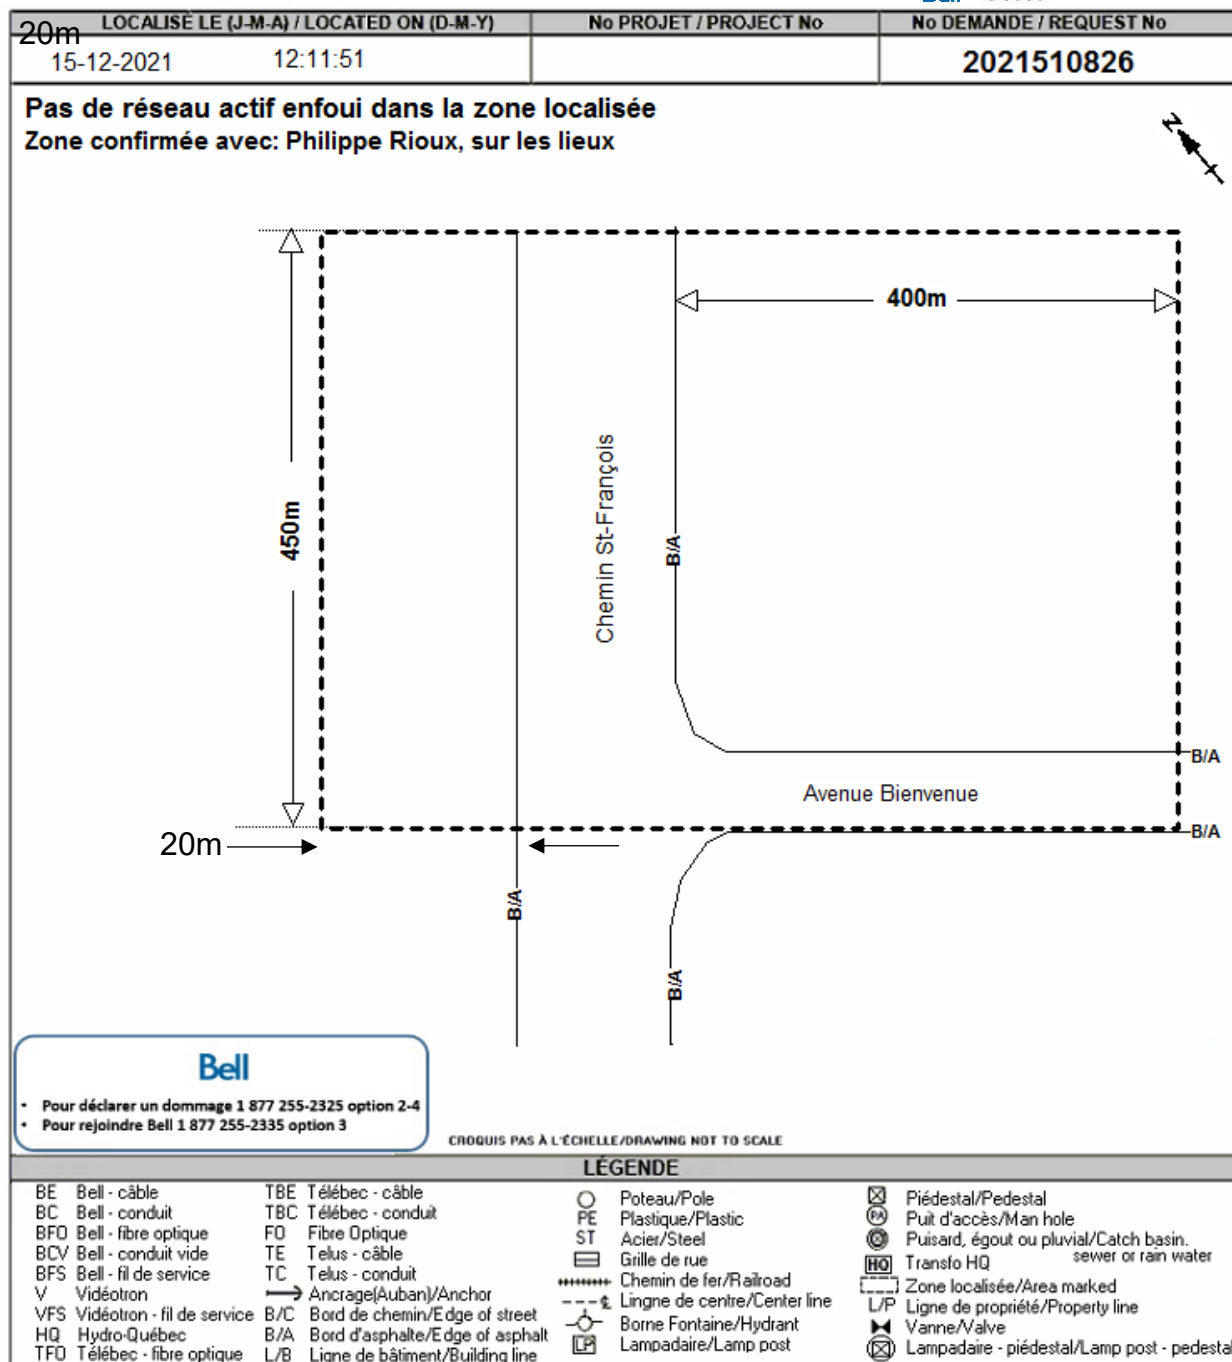 LOCALISÉ LE (J-M-A) / LOCATED ON (D-M-Y)
No PROJET / PROJECT No
No DEMANDE / REQUEST No
20m
15-12-2021 12:11:51
2021510826
Pas de réseau actif enfoui dans la zone localisée
Zone confirmée avec: Philippe Rioux, sur les lieux
N
400m
450m
Chemin St-François
B/A
B/A
Avenue Bienvenue
B/A
20m
B/A
B/A
Bell
• Pour déclarer un dommage 1 877 255-2325 option 2-4
• Pour rejoindre Bell 1 877 255-2335 option 3
CROQUIS PAS À L'ÉCHELLE/DRAWING NOT TO SCALE
LÉGENDE
BE Bell - câble
BC Bell - conduit
BFO Bell - fibre optique
BCV Bell - conduit vide
BFS Bell - fil de service
V Vidéotron
VFS Vidéotron - fil de service
HQ Hydro-Québec
TFO Télébec - fibre optique
TBE Télébec - câble
TBC Télébec - conduit
FO Fibre Optique
TE Telus - câble
TC Telus - conduit
Ancrage(Auban)/Anchor
B/C Bord de chemin/Edge of street
B/A Bord d'asphalte/Edge of asphalt
L/B Ligne de bâtiment/Building line
Poteau/Pole
PE Plastique/Plastic
ST Acier/Steel
Grille de rue
Chemin de fer/Railroad
Lingne de centre/Center line
Borne Fontaine/Hydrant
LP Lampadaire/Lamp post
Piédestal/Pedestal
PA Puit d'accès/Man hole
Puisard, égout ou pluvial/Catch basin.
sewer or rain water
HQ Transfo HQ
Zone localisée/Area marked
L/P Ligne de propriété/Property line
Vanne/Valve
Lampadaire - piédestal/Lamp post - pedesta